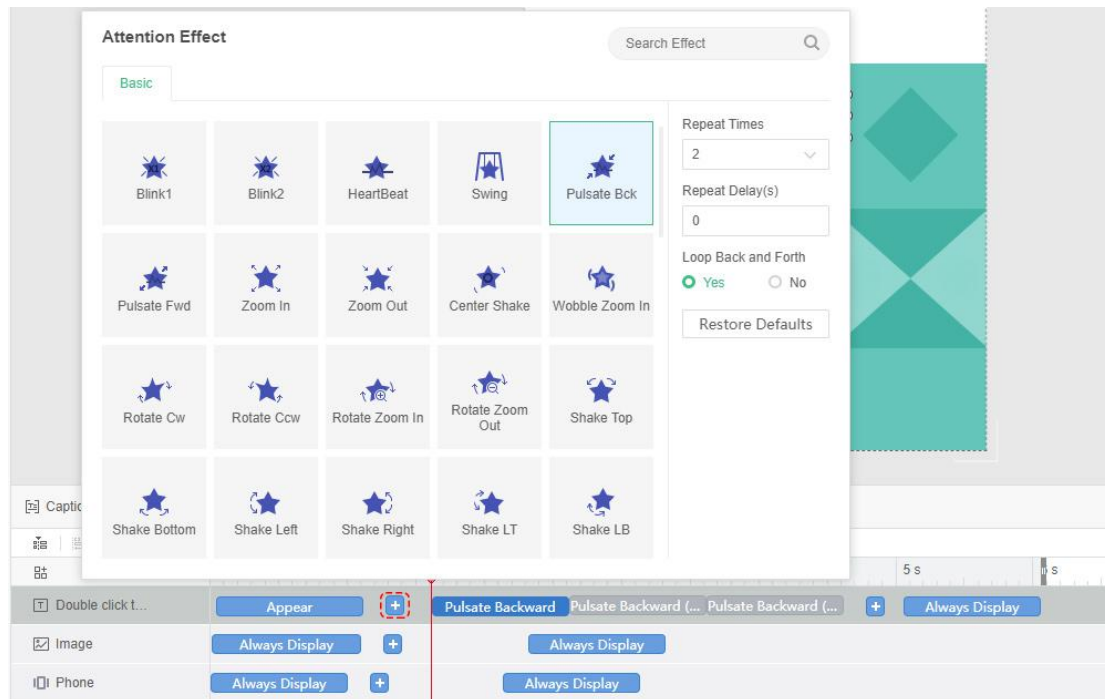 Attention Effect
Search Effect
Basic
Blink1
Blink2
HeartBeat
Swing
Pulsate Bck
Pulsate Fwd
Zoom In
Zoom Out
Center Shake
Wobble Zoom In
Rotate Cw
Rotate Ccw
Rotate Zoom In
Rotate Zoom
Out
Shake Top
Shake Bottom
Shake Left
Shake Right
Shake LT
Shake LB
Repeat Times
2
Repeat Delay(s)
0
Loop Back and Forth
Yes
No
Restore Defaults
Captic
5 s
s
Double click t...
Appear
+
Pulsate Backward
Pulsate Backward (...
Pulsate Backward (...
+
Always Display
Image
Always Display
+
Always Display
Phone
Always Display
+
Always Display